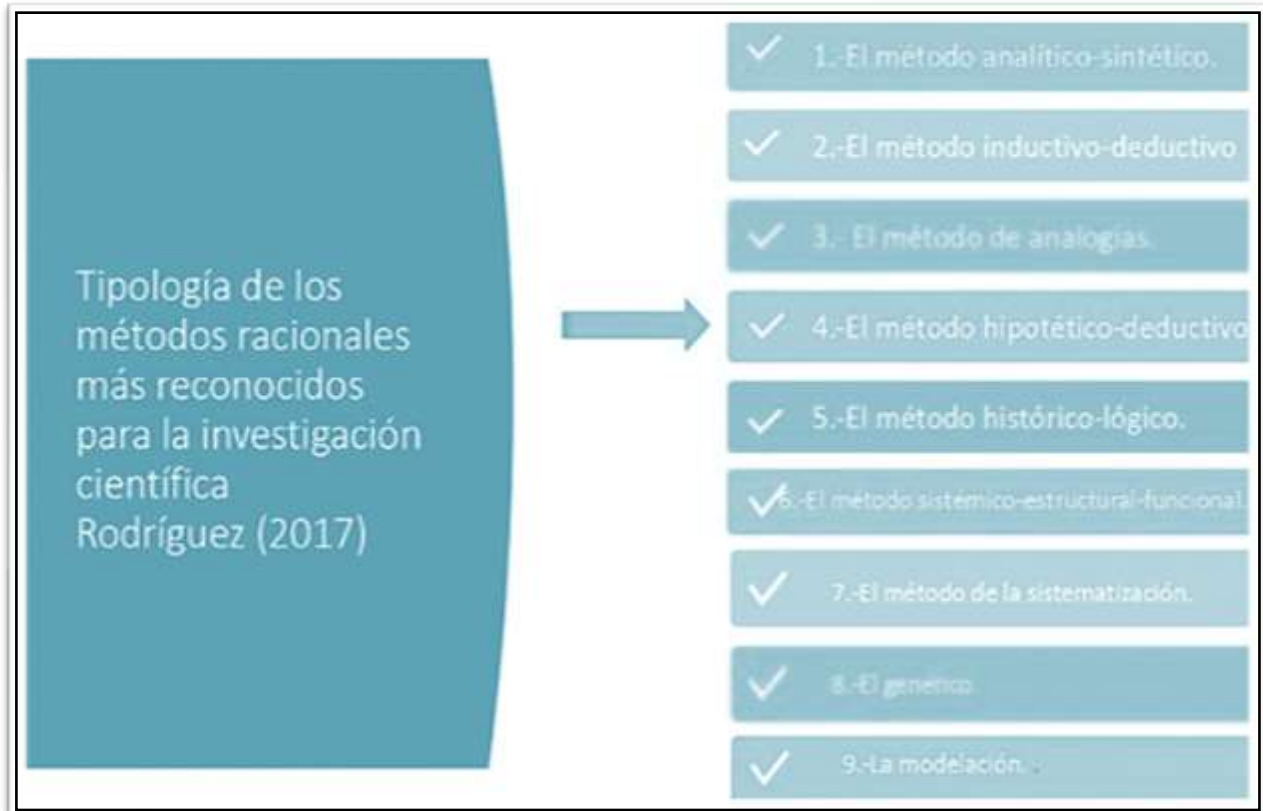 Tipología de los
métodos racionales
más reconocidos
para la investigación
científica
Rodríguez (2017)
1.-El método analítico-sintético.
2.-El método inductivo-deductivo
3.- El método de analogías.
4.-El método hipotético-deductivo
5.-El método histórico-lógico.
6.-El método sistémico-estructural-funcional.
7.-El método de la sistematización.
8.-El genético.
9.-La modelación. .